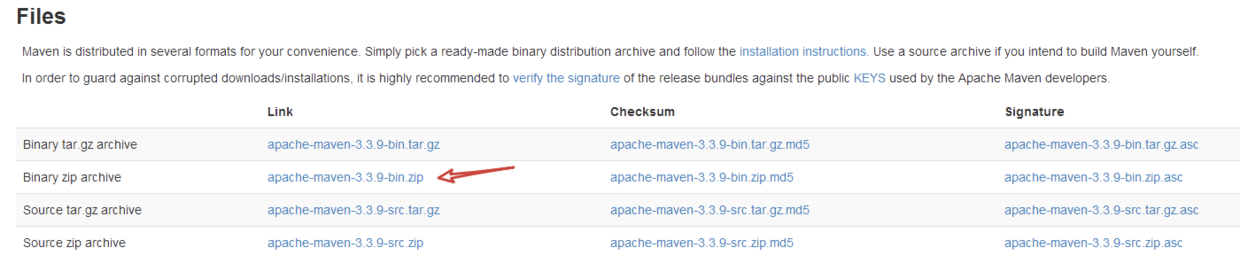 Files
Maven is distributed in several formats for your convenience. Simply pick a ready-made binary distribution archive and follow the installation instructions. Use a source archive if you intend to build Maven yourself.
In order to guard against corrupted downloads/installations, it is highly recommended to verify the signature of the release bundles against the public KEYS used by the Apache Maven developers.
Link Checksum Signature
Binary tar.gz archive apache-maven-3.3.9-bin.tar.gz apache-maven-3.3.9-bin.tar.gz.md5 apache-maven-3.3.9-bin.tar.gz.asc
Binary zip archive apache-maven-3.3.9-bin.zip apache-maven-3.3.9-bin.zip.md5 apache-maven-3.3.9-bin.zip.asc
Source tar.gz archive apache-maven-3.3.9-src.tar.gz apache-maven-3.3.9-src.tar.gz.md5 apache-maven-3.3.9-src.tar.gz.asc
Source zip archive apache-maven-3.3.9-src.zip apache-maven-3.3.9-src.zip.md5 apache-maven-3.3.9-src.zip.asc